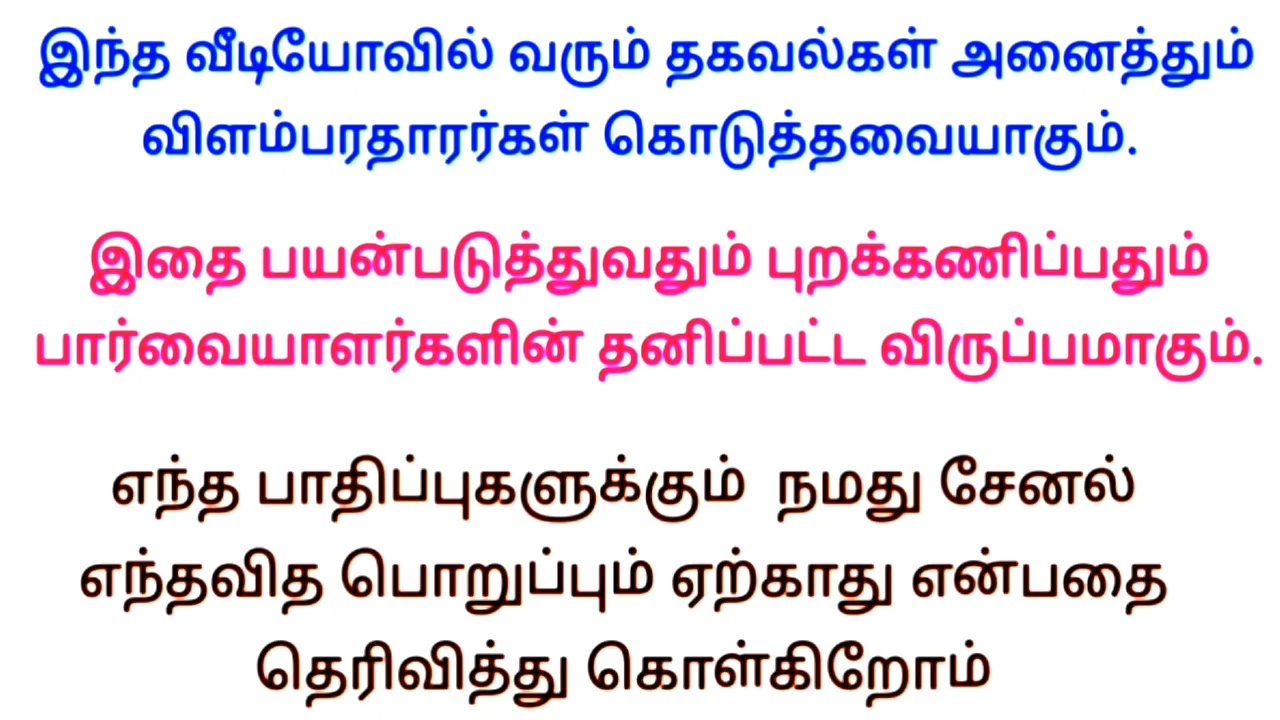 இந்த வீடியோவில் வரும் தகவல்கள் அனைத்தும்
விளம்பரதாரர்கள் கொடுத்தவையாகும்.
இதை பயன்படுத்துவதும் புறக்கணிப்பதும்
பார்வையாளர்களின் தனிப்பட்ட விருப்பமாகும்.
எந்த பாதிப்புகளுக்கும் நமது சேனல்
எந்தவித பொறுப்பும் ஏற்காது என்பதை
தெரிவித்து கொள்கிறோம்